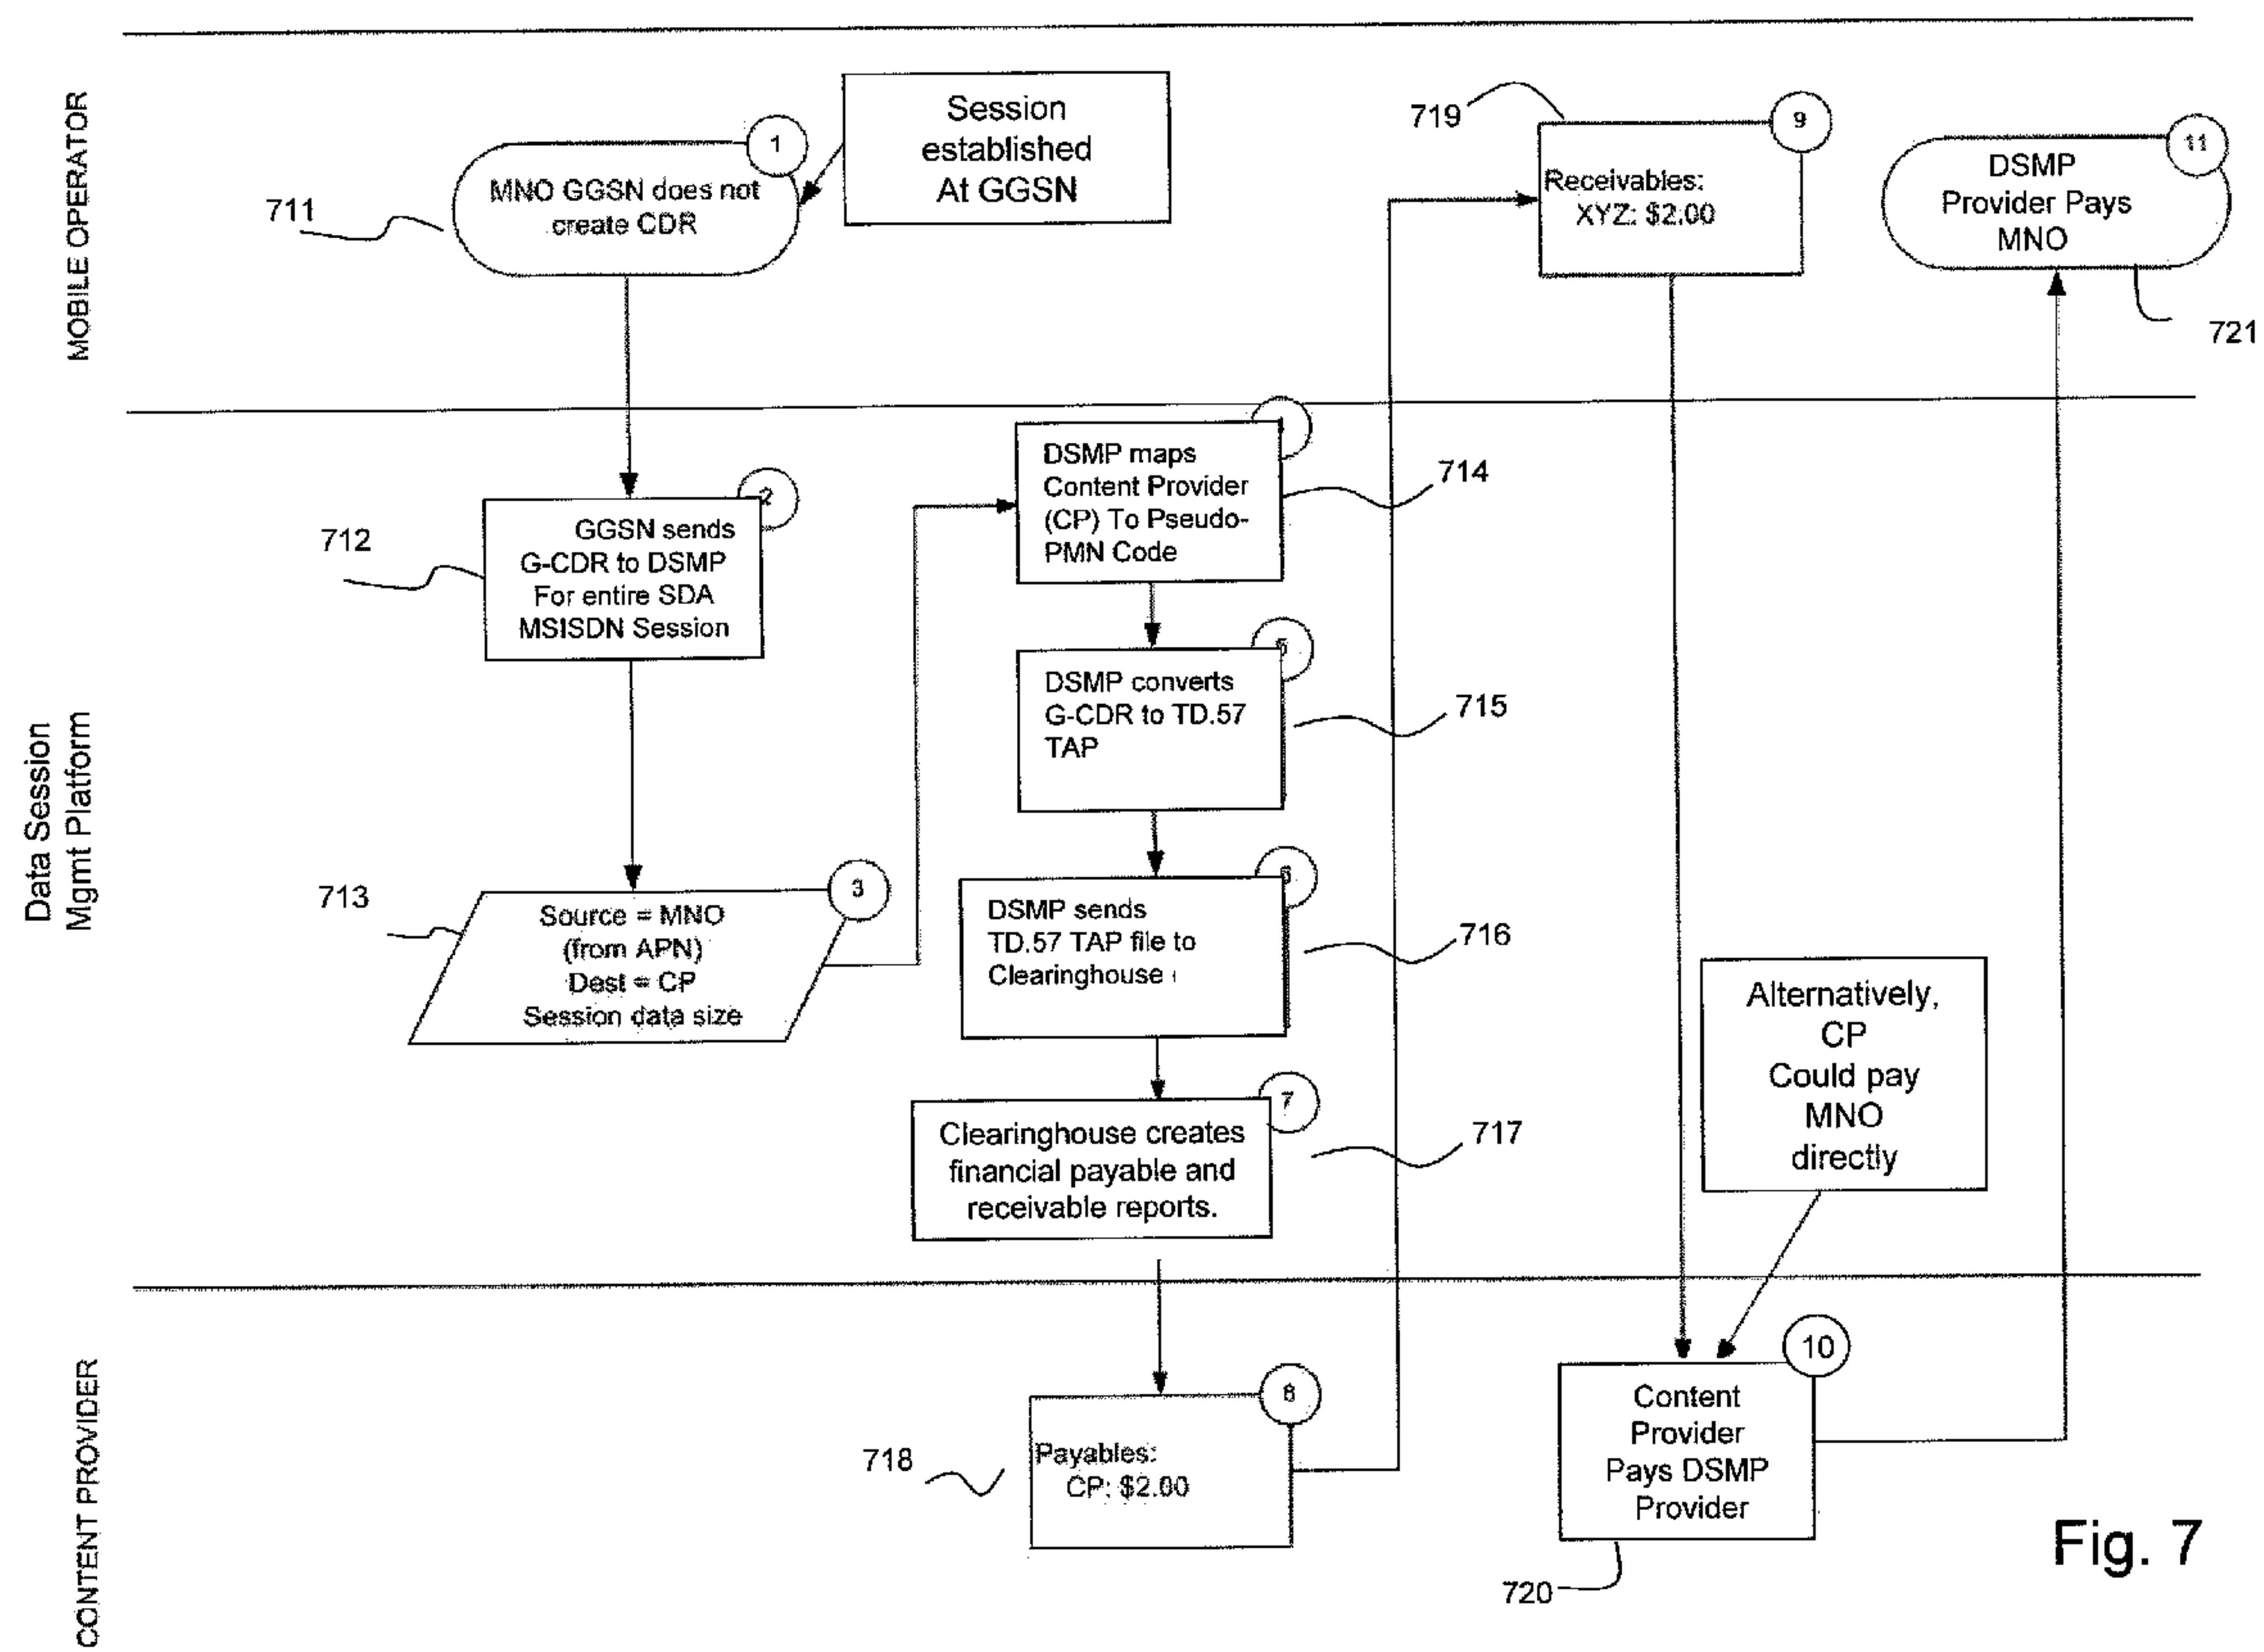 MOBILE OPERATOR
1
MNO GGSN does not
create CDR
711
Session
established
At GGSN
719
9
Receivables:
XYZ: $2.00
11
DSMP
Provider Pays
MNO
721
Data Session
Mgmt Platform
2
GGSN sends
G-CDR to DSMP
For entire SDA
MSISDN Session
712
3
Source = MNO
(from APN)
Dest = CP
Session data size
713
DSMP maps
Content Provider
(CP) To Pseudo-
PMN Code
714
5
DSMP converts
G-CDR to TD.57
TAP
715
DSMP sends
TD.57 TAP file to
Clearinghouse
716
7
Clearinghouse creates
financial payable and
receivable reports.
717
Alternatively,
CP
Could pay
MNO
directly
CONTENT PROVIDER
8
Payables:
CP: $2.00
718
10
Content
Provider
Pays DSMP
Provider
720
Fig. 7